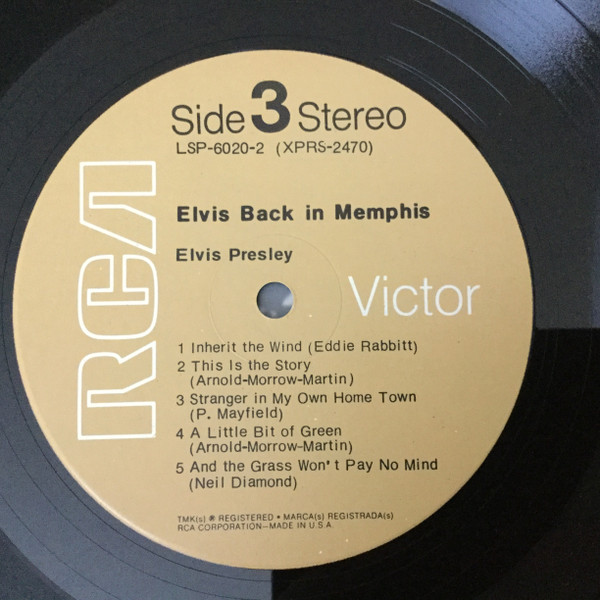 Side 3 Stereo
LSP-6020-2 (XPRS-2470)
RCA
Elvis Back in Memphis
Elvis Presley
Victor
1 Inherit the Wind (Eddie Rabbitt)
2 This Is the Story
(Arnold-Morrow-Martin)
3 Stranger in My Own Home Town
(P. Mayfield)
4 A Little Bit of Green
(Arnold-Morrow-Martin)
5 And the Grass Won't Pay No Mind
(Neil Diamond)
TMK(s) ® REGISTERED • MARCA(s) REGISTRADA(s)
RCA CORPORATION—MADE IN U.S.A.